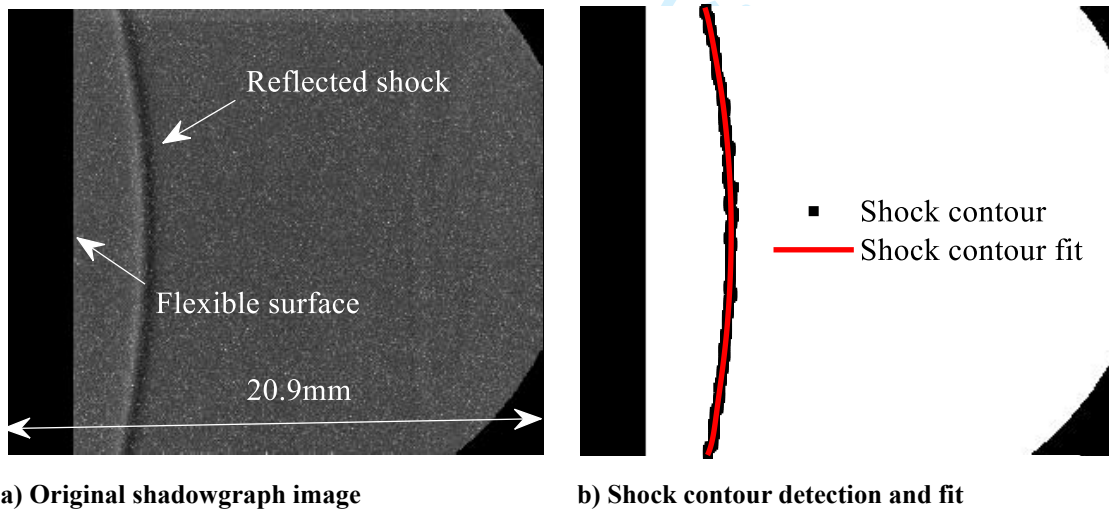 Reflected shock
Flexible surface
20.9mm
Shock contour
Shock contour fit
a) Original shadowgraph image
b) Shock contour detection and fit